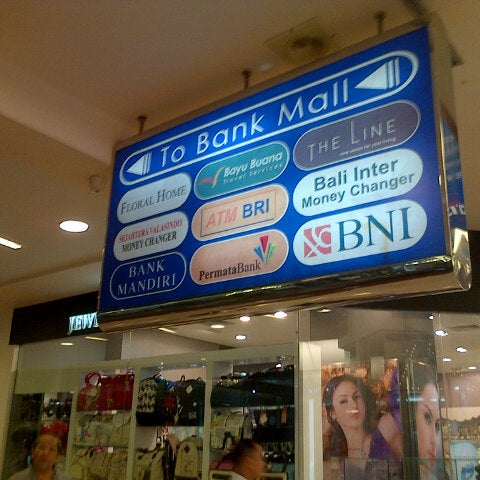 To Bank Mall
FLORAL HOME
Bayu Buana
Travel Services
THE LINE
SEJAHTERA VALASINDO
MONEY CHANGER
ATM BRI
Bali Inter
Money Changer
BANK
MANDIRI
PermataBank
BNI